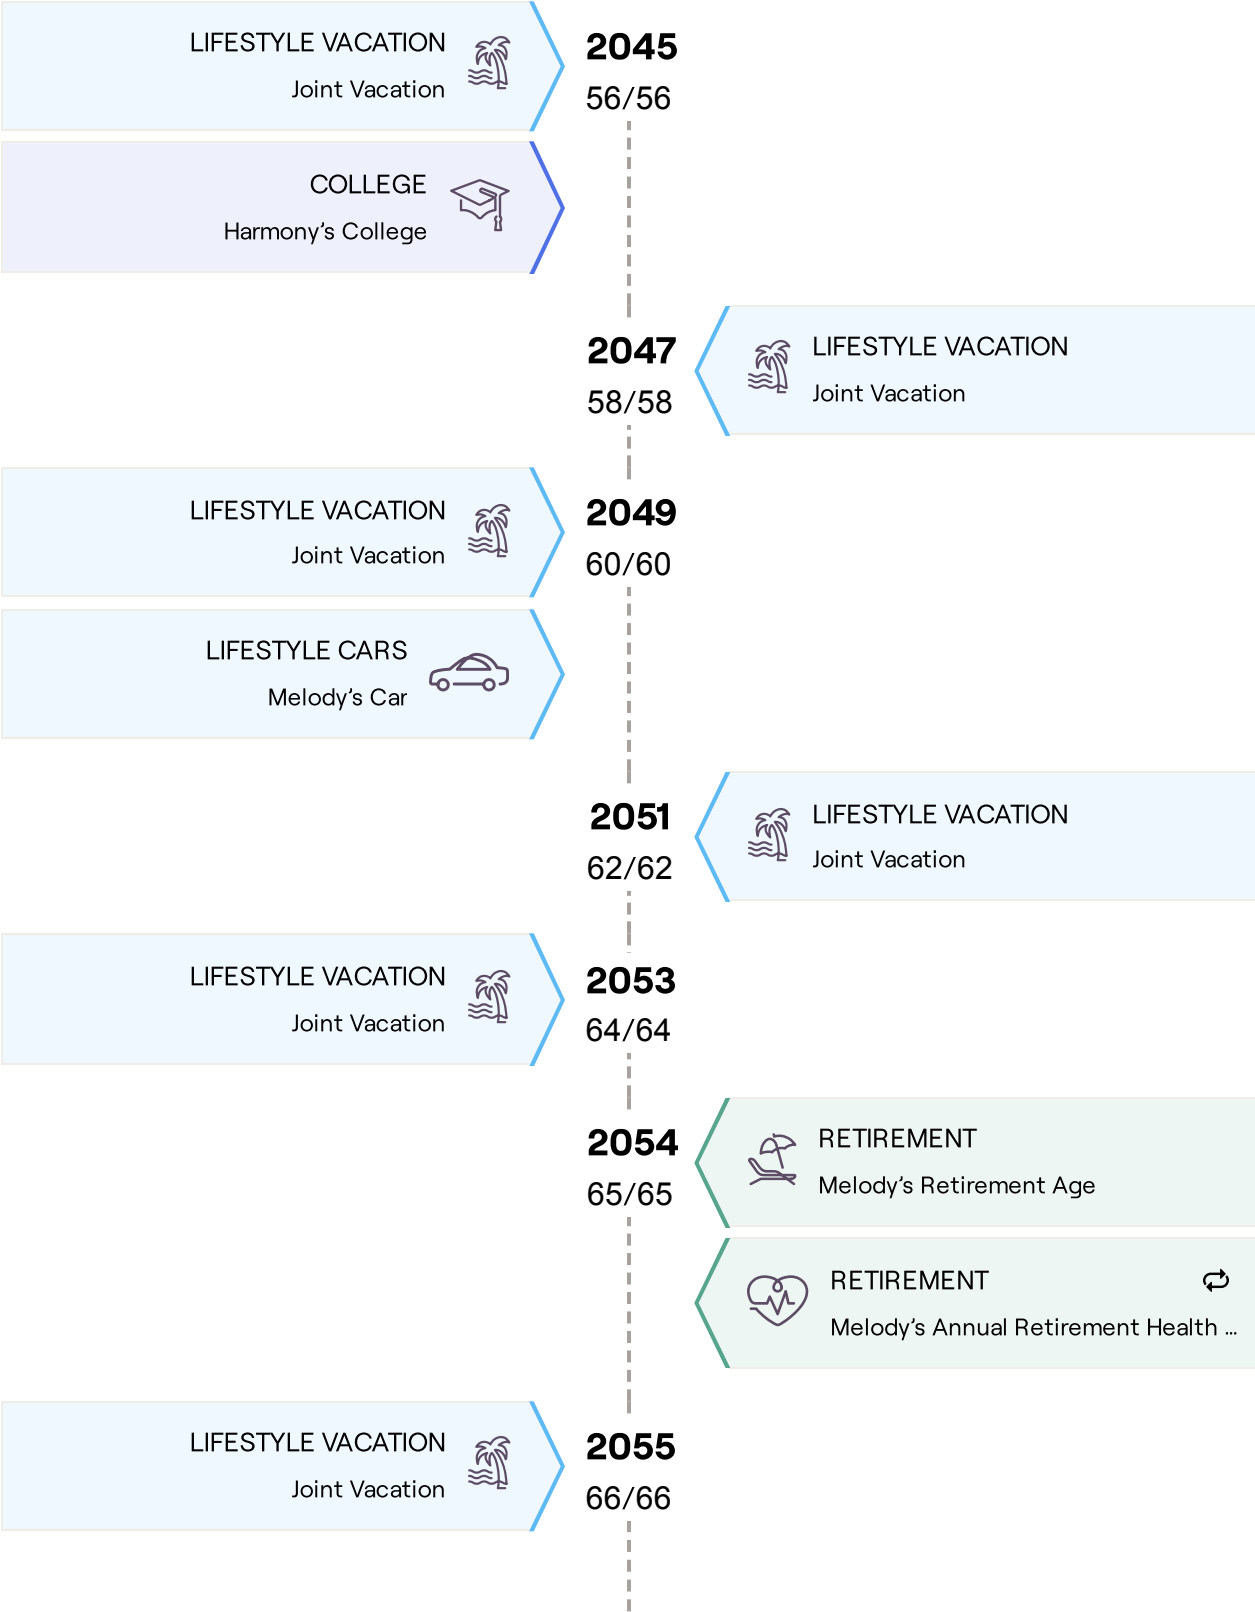 LIFESTYLE VACATION
Joint Vacation
2045
56/56
COLLEGE
Harmony’s College
2047
58/58
LIFESTYLE VACATION
Joint Vacation
LIFESTYLE VACATION
Joint Vacation
2049
60/60
LIFESTYLE CARS
Melody’s Car
2051
62/62
LIFESTYLE VACATION
Joint Vacation
LIFESTYLE VACATION
Joint Vacation
2053
64/64
2054
65/65
RETIREMENT
Melody’s Retirement Age
RETIREMENT
Melody’s Annual Retirement Health ...
LIFESTYLE VACATION
Joint Vacation
2055
66/66